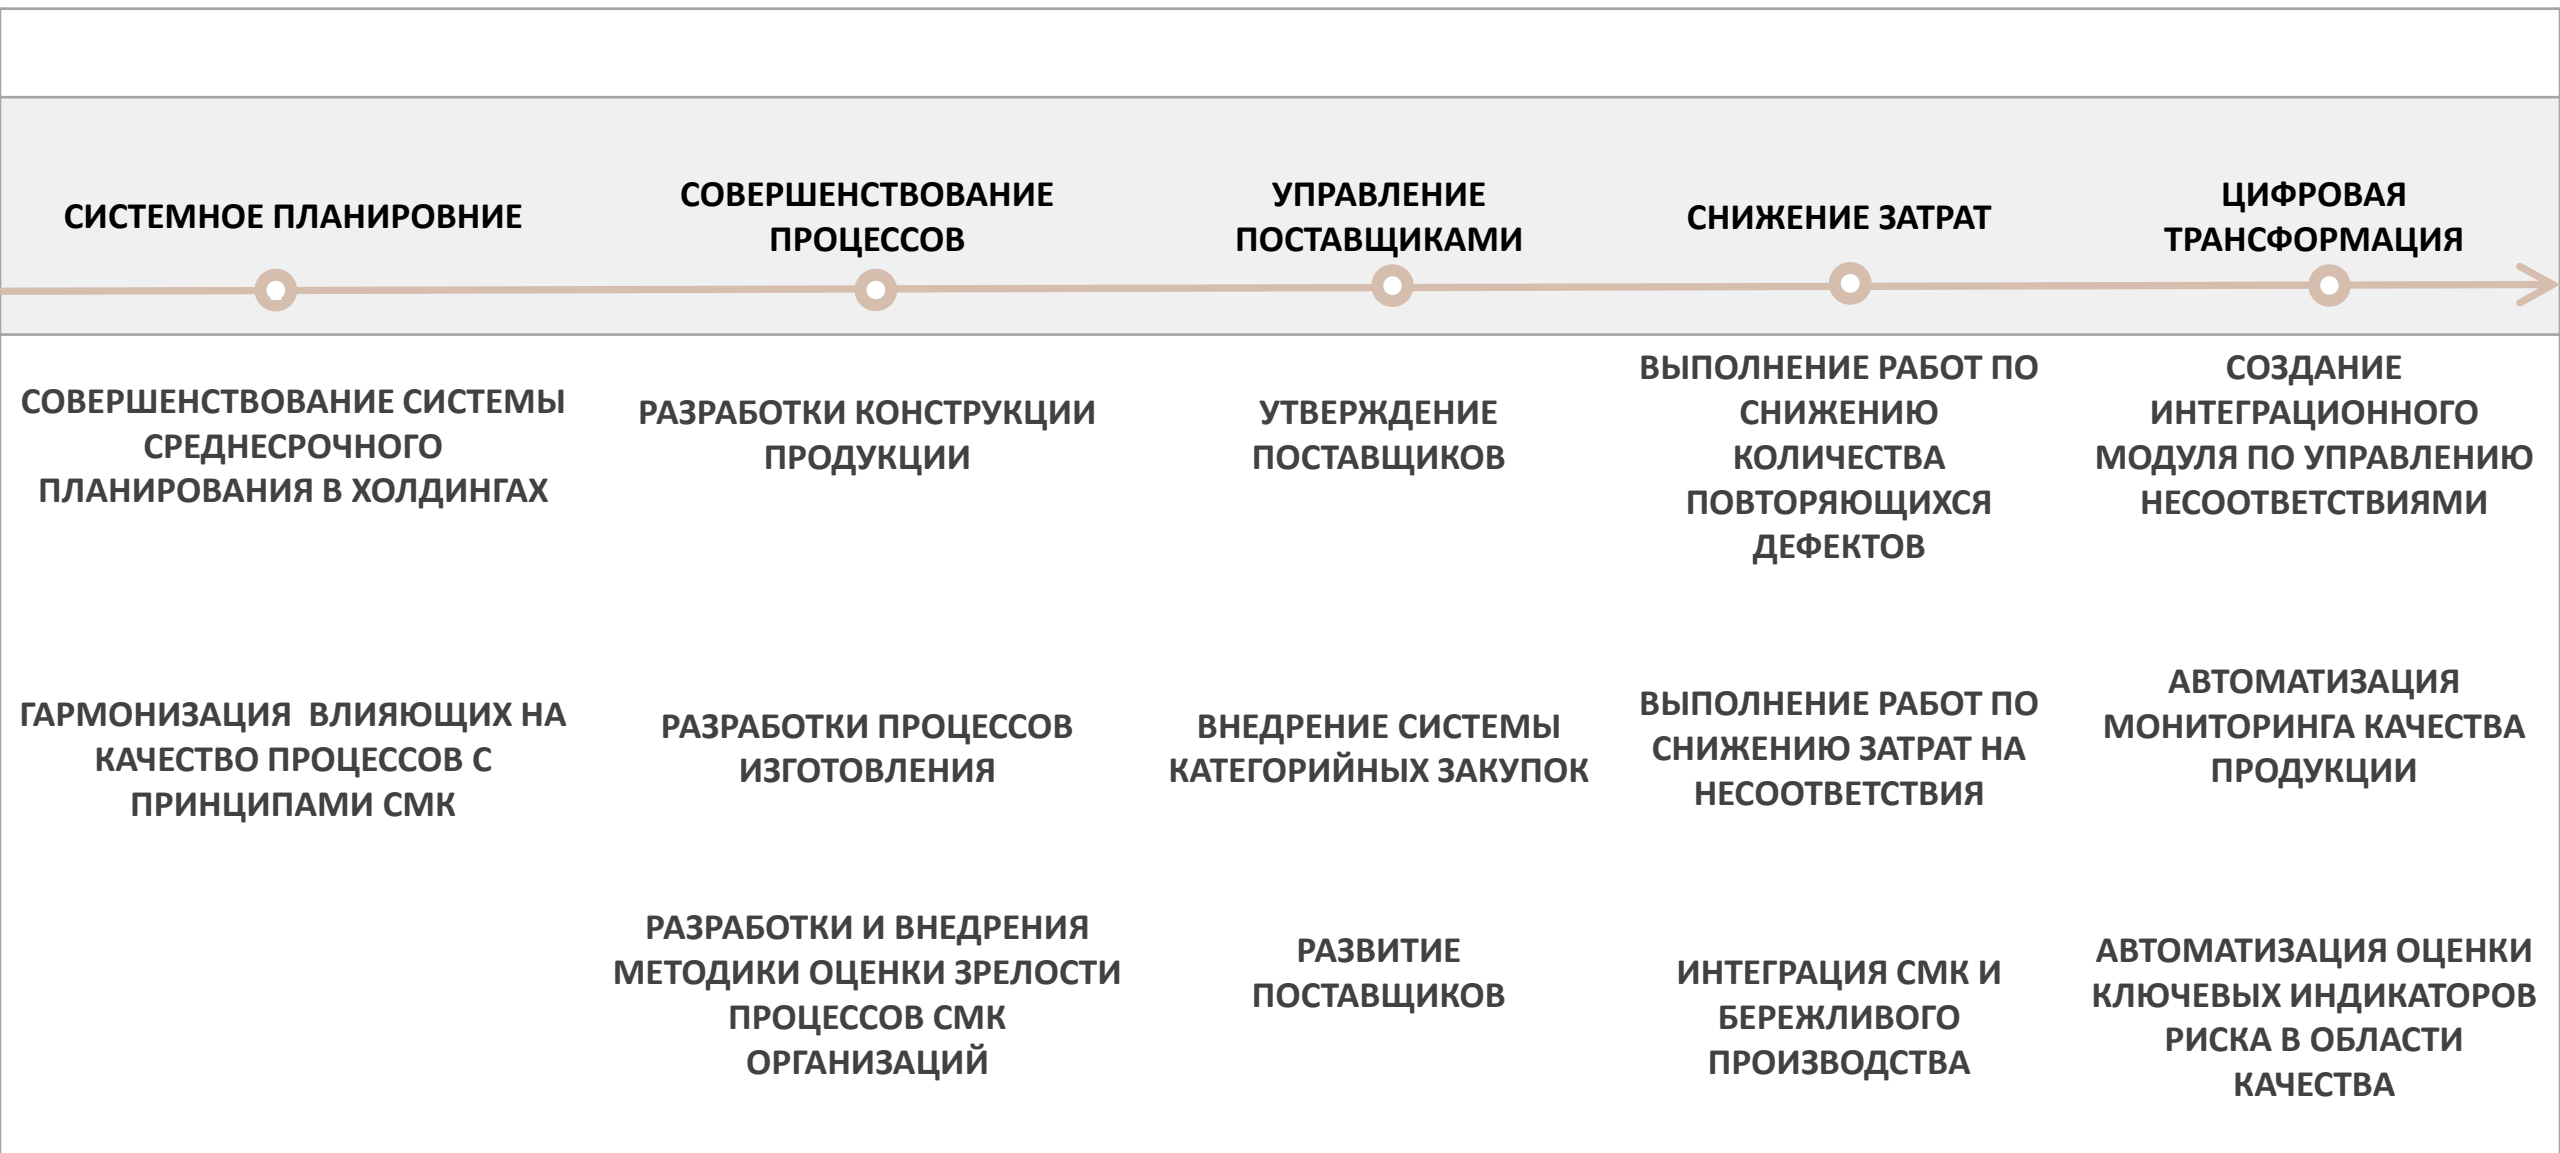 СИСТЕМНОЕ ПЛАНИРОВНИЕ
СОВЕРШЕНСТВОВАНИЕ
ПРОЦЕССОВ
УПРАВЛЕНИЕ
ПОСТАВЩИКАМИ
СНИЖЕНИЕ ЗАТРАТ
ЦИФРОВАЯ
ТРАНСФОРМАЦИЯ
СОВЕРШЕНСТВОВАНИЕ СИСТЕМЫ
СРЕДНЕСРОЧНОГО
ПЛАНИРОВАНИЯ В ХОЛДИНГАХ
РАЗРАБОТКИ КОНСТРУКЦИИ
ПРОДУКЦИИ
УТВЕРЖДЕНИЕ
ПОСТАВЩИКОВ
ВЫПОЛНЕНИЕ РАБОТ ПО
СНИЖЕНИЮ
КОЛИЧЕСТВА
ПОВТОРЯЮЩИХСЯ
ДЕФЕКТОВ
СОЗДАНИЕ
ИНТЕГРАЦИОННОГО
МОДУЛЯ ПО УПРАВЛЕНИЮ
НЕСООТВЕТСТВИЯМИ
ГАРМОНИЗАЦИЯ  ВЛИЯЮЩИХ НА
КАЧЕСТВО ПРОЦЕССОВ С
ПРИНЦИПАМИ СМК
РАЗРАБОТКИ ПРОЦЕССОВ
ИЗГОТОВЛЕНИЯ
ВНЕДРЕНИЕ СИСТЕМЫ
КАТЕГОРИЙНЫХ ЗАКУПОК
ВЫПОЛНЕНИЕ РАБОТ ПО
СНИЖЕНИЮ ЗАТРАТ НА
НЕСООТВЕТСТВИЯ
АВТОМАТИЗАЦИЯ
МОНИТОРИНГА КАЧЕСТВА
ПРОДУКЦИИ
РАЗРАБОТКИ И ВНЕДРЕНИЯ
МЕТОДИКИ ОЦЕНКИ ЗРЕЛОСТИ
ПРОЦЕССОВ СМК
ОРГАНИЗАЦИЙ
РАЗВИТИЕ
ПОСТАВЩИКОВ
ИНТЕГРАЦИЯ СМК И
БЕРЕЖЛИВОГО
ПРОИЗВОДСТВА
АВТОМАТИЗАЦИЯ ОЦЕНКИ
КЛЮЧЕВЫХ ИНДИКАТОРОВ
РИСКА В ОБЛАСТИ
КАЧЕСТВА